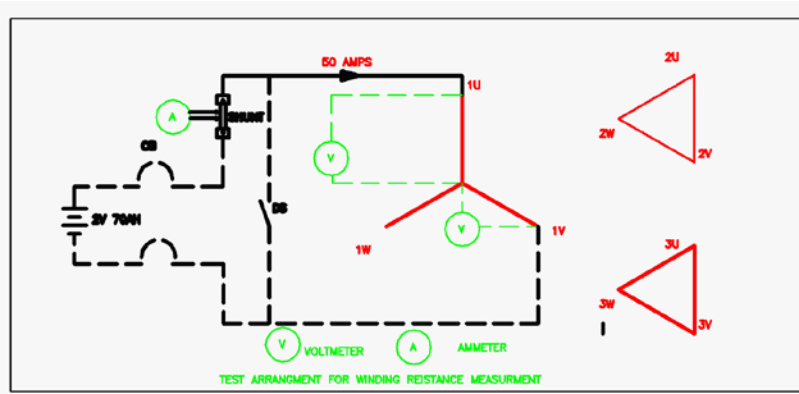 50 AMPS
1U
2U
A
SHUNT
2W
2V
CB
V
2V 70AH
DS
V
1V
1W
3U
3W
3V
V
VOLTMETER
A
AMMETER
TEST ARRANGMENT FOR WINDING REISTANCE MEASURMENT